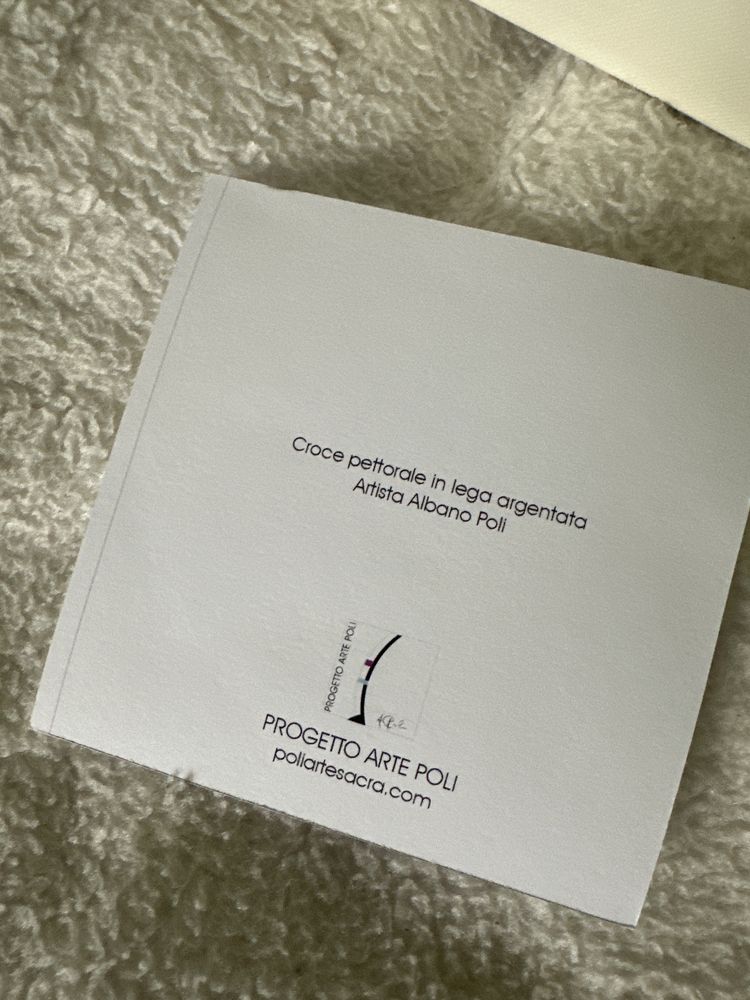 Croce pettorale in lega argentata
Artista Albano Poli
PROGETTO ARTE POLI
PROGETTO ARTE POLI
poliartesacra.com